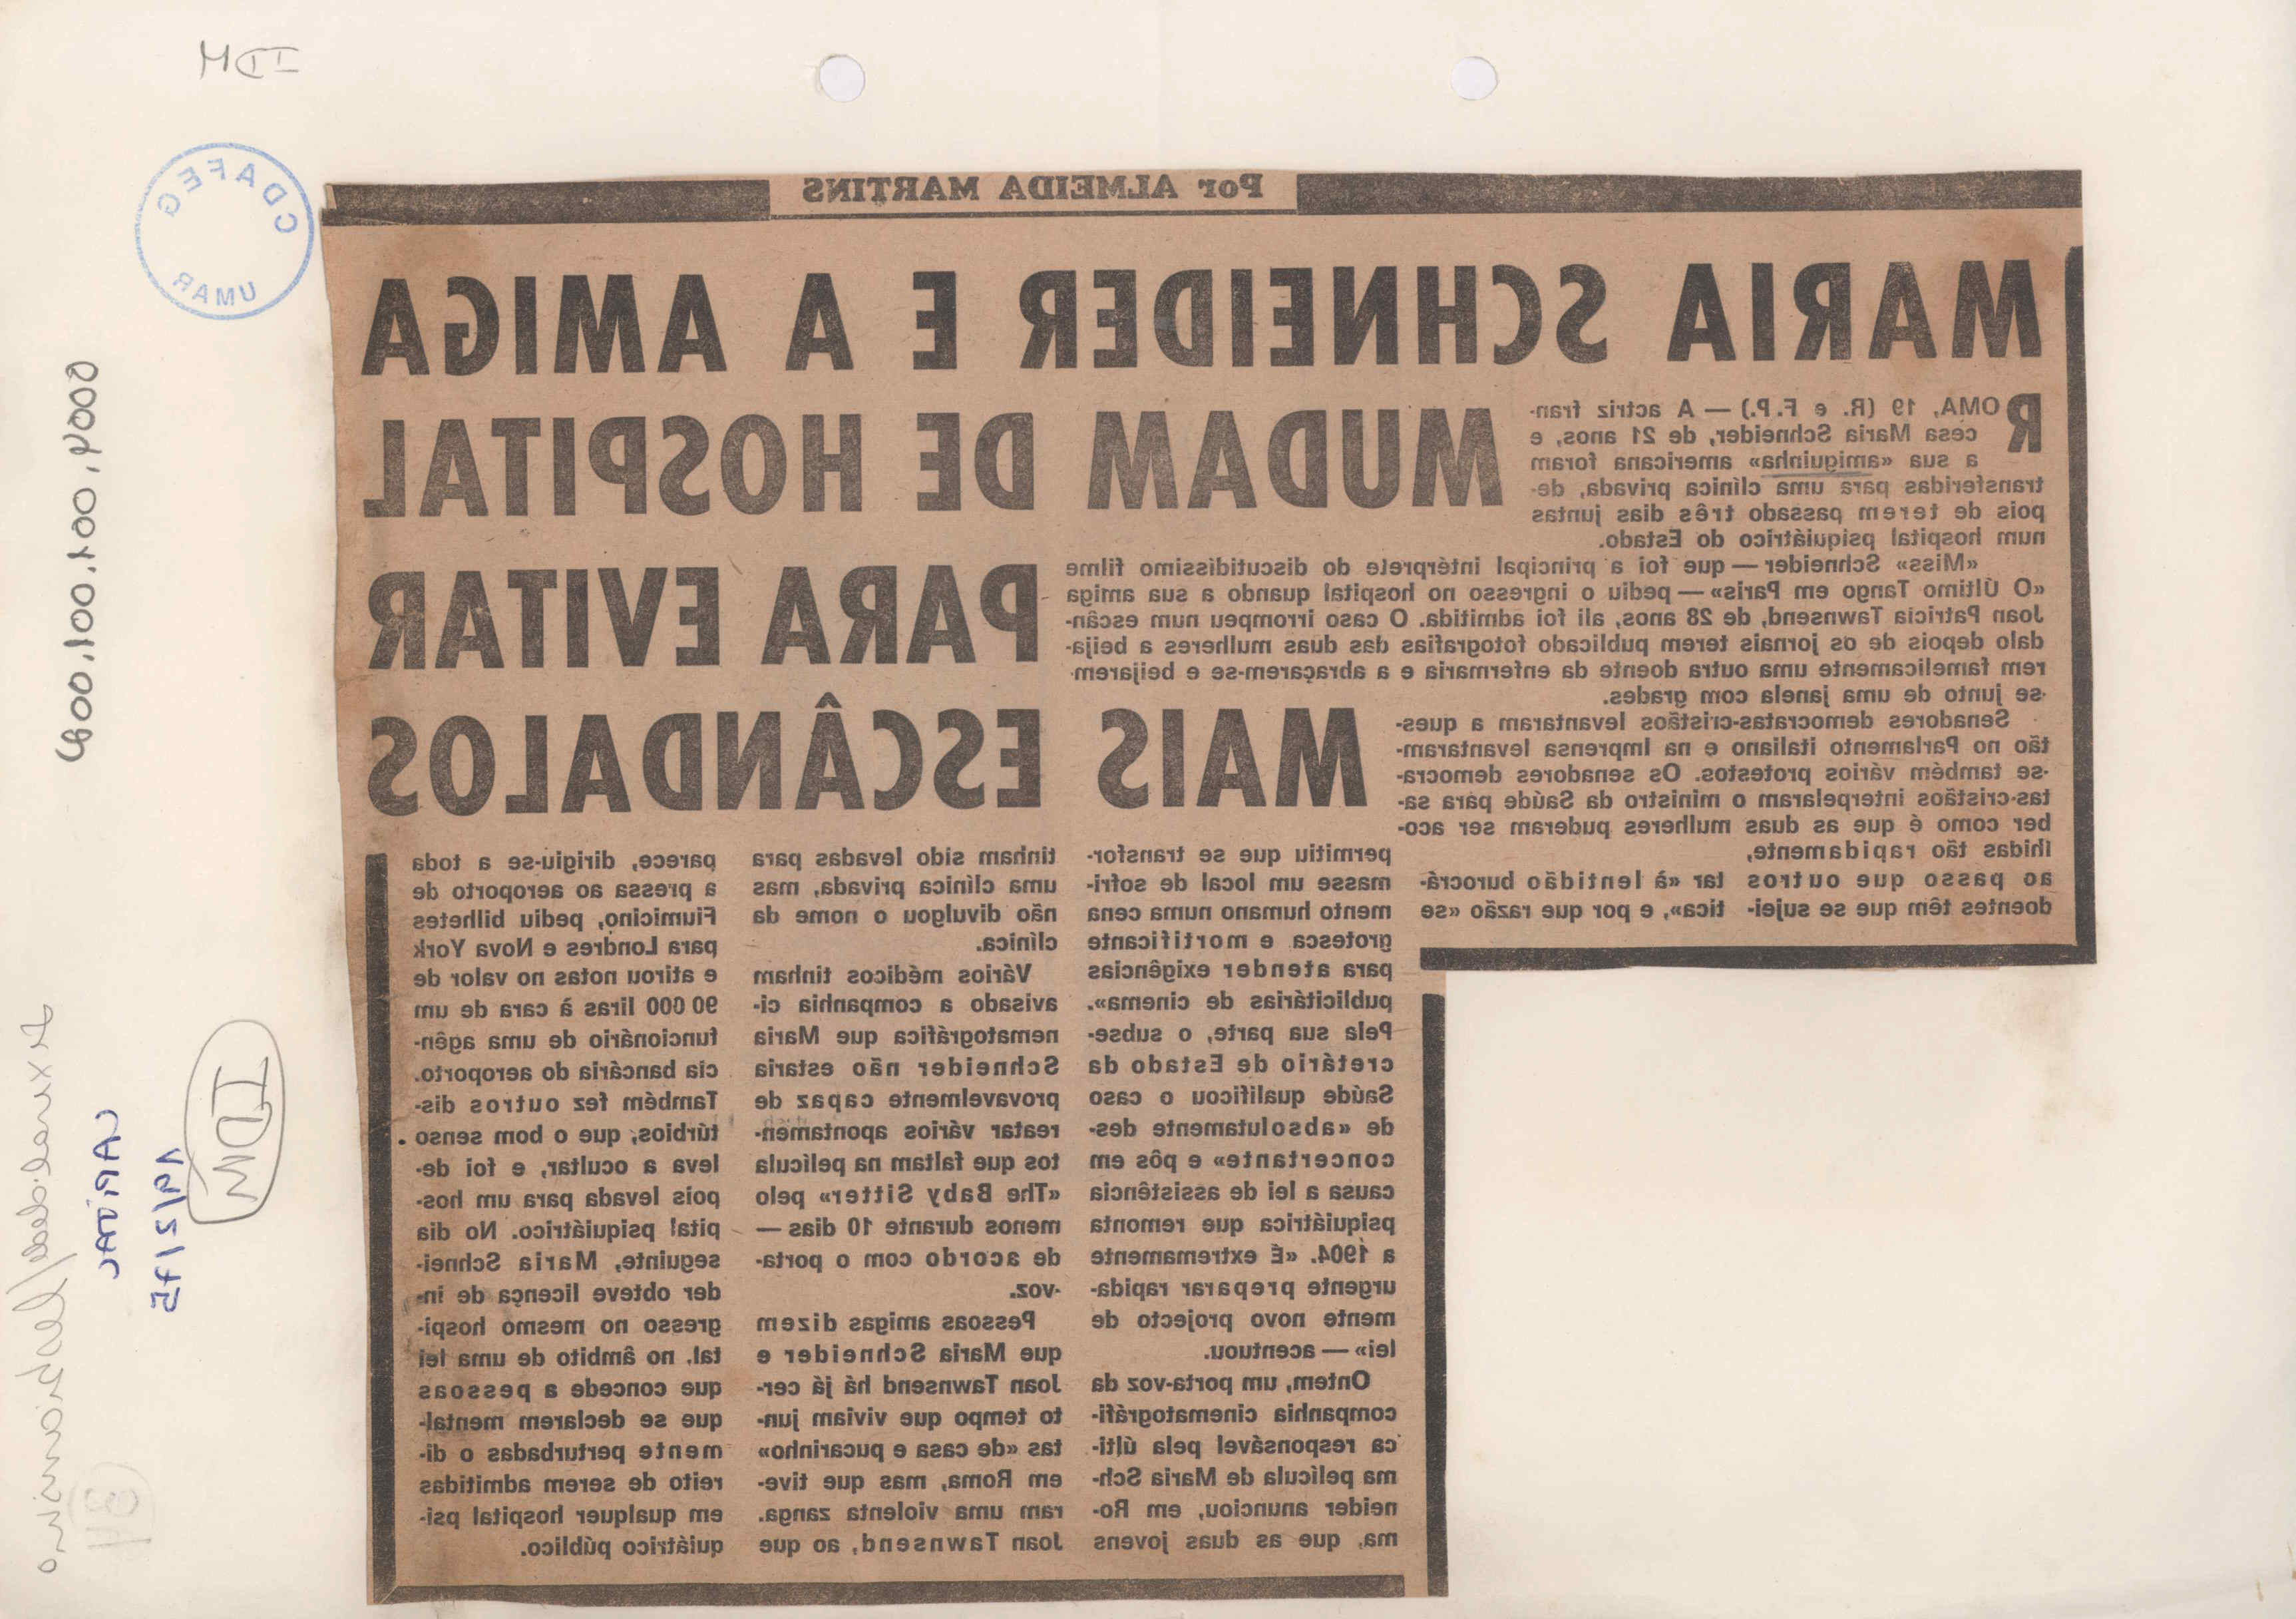 MDI
CDAFEG
UMAR
Por ALMEIDA MARTINS
MARIA SCHNEIDER E A AMIGA
MUDAM DE HOSPITAL
PARA EVITAR
MAIS ESCÂNDALOS
ROMA, 19 (R. e F.P.) — A actriz fran-
cesa Maria Schneider, de 21 anos, e
a sua «amiguinha» americana foram
transferidas para uma clínica privada, de-
pois de terem passado três dias juntas
num hospital psiquiátrico do Estado.
«Miss» Schneider — que foi a principal intérprete do discutidíssimo filme
«O Último Tango em Paris» — pediu o ingresso no hospital quando a sua amiga
Joan Patricia Tawnsend, de 28 anos, ali foi admitida. O caso irrompeu num escân-
dalo depois de os jornais terem publicado fotografias das duas mulheres a beija-
rem famelicamente uma outra doente da enfermaria e a abraçarem-se e beijarem-
-se junto de uma janela com grades.
Senadores democratas-cristãos levantaram a ques-
tão no Parlamento italiano e na Imprensa levantaram-
-se também vários protestos. Os senadores democra-
tas-cristãos interpelaram o ministro da Saúde para sa-
ber como é que as duas mulheres puderam ser aco-
lhidas tão rapidamente,
ao passo que outros
doentes têm que se sujei-
tar «à lentidão burocrá-
tica», e por que razão «se
permitiu que se transfor-
masse um local de sofri-
mento humano numa cena
grotesca e mortificante
para atender exigências
publicitárias de cinema».
Pela sua parte, o subse-
cretário de Estado da
Saúde qualificou o caso
de «absolutamente des-
concertante» e pôs em
causa a lei de assistência
psiquiátrica que remonta
a 1904. «É extremamente
urgente preparar rapida-
mente novo projecto de
lei» — acentuou.
Ontem, um porta-voz da
companhia cinematográfi-
ca responsável pela últi-
ma película de Maria Sch-
neider anunciou, em Ro-
ma, que as duas jovens
tinham sido levadas para
uma clínica privada, mas
não divulgou o nome da
clínica.
Vários médicos tinham
avisado a companhia ci-
nematográfica que Maria
Schneider não estaria
provavelmente capaz de
reatar vários apontamen-
tos que faltam na película
«The Baby Sitter» pelo
menos durante 10 dias —
de acordo com o porta-
-voz.
Pessoas amigas dizem
que Maria Schneider e
Joan Tawnsend há já cer-
to tempo que viviam jun-
tas «de casa e pucarinho»
em Roma, mas que tive-
ram uma violenta zanga.
Joan Tawnsend, ao que
parece, dirigiu-se a toda
a pressa ao aeroporto de
Fiumicino, pediu bilhetes
para Londres e Nova York
e atirou notas no valor de
90 000 liras à cara de um
funcionário de uma agên-
cia bancária do aeroporto.
Também fez outros dis-
túrbios, que o bom senso
leva a ocultar, e foi de-
pois levada para um hos-
pital psiquiátrico. No dia
seguinte, Maria Schnei-
der obteve licença de in-
gresso no mesmo hospi-
tal, no âmbito de uma lei
que concede a pessoas
que se declarem mental-
mente perturbadas o di-
reito de serem admitidas
em qualquer hospital psi-
quiátrico público.
IDM
19/2/75
CAPITAL